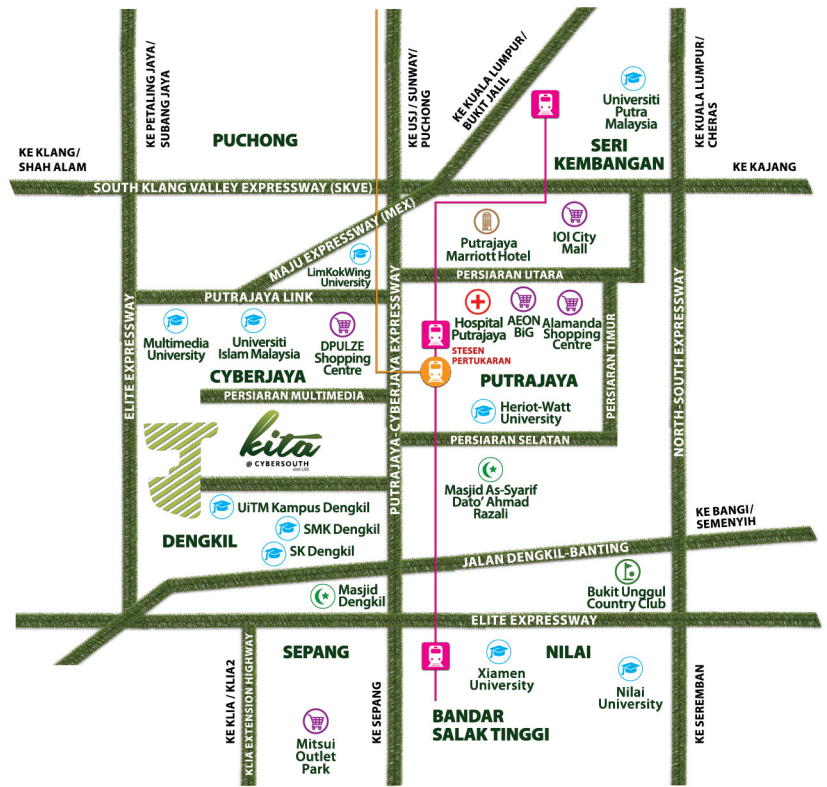 KE PETALING JAYA/
SUBANG JAYA
KE USJ / SUNWAY/
PUCHONG
KE KUALA LUMPUR/
BUKIT JALIL
KE KUALA LUMPUR/
CHERAS
Universiti
Putra
Malaysia
PUCHONG
SERI
KEMBANGAN
KE KLANG/
SHAH ALAM
KE KAJANG
SOUTH KLANG VALLEY EXPRESSWAY (SKVE)
MAJU EXPRESSWAY (MEX)
Putrajaya
Marriott Hotel
IOI City
Mall
LimKokWing
University
PERSIARAN UTARA
PUTRAJAYA LINK
ELITE EXPRESSWAY
PUTRAJAYA-CYBERJAYA EXPRESSWAY
PERSIARAN TIMUR
NORTH-SOUTH EXPRESSWAY
Multimedia
University
Universiti
Islam Malaysia
DPULZE
Shopping
Centre
Hospital
Putrajaya
AEON
BiG
Alamanda
Shopping
Centre
STESEN
PERTUKARAN
CYBERJAYA
PUTRAJAYA
PERSIARAN MULTIMEDIA
Heriot-Watt
University
kita
@ CYBERSOUTH
PERSIARAN SELATAN
Masjid As-Syarif
Dato' Ahmad
Razali
UiTM Kampus Dengkil
SMK Dengkil
SK Dengkil
DENGKIL
KE BANGI/
SEMENYIH
JALAN DENGKIL-BANTING
Masjid
Dengkil
Bukit Unggul
Country Club
ELITE EXPRESSWAY
SEPANG
NILAI
KE KLIA / KLIA2
KLIA EXTENSION HIGHWAY
KE SEPANG
KE SEREMBAN
Xiamen
University
Nilai
University
BANDAR
SALAK TINGGI
Mitsui
Outlet
Park